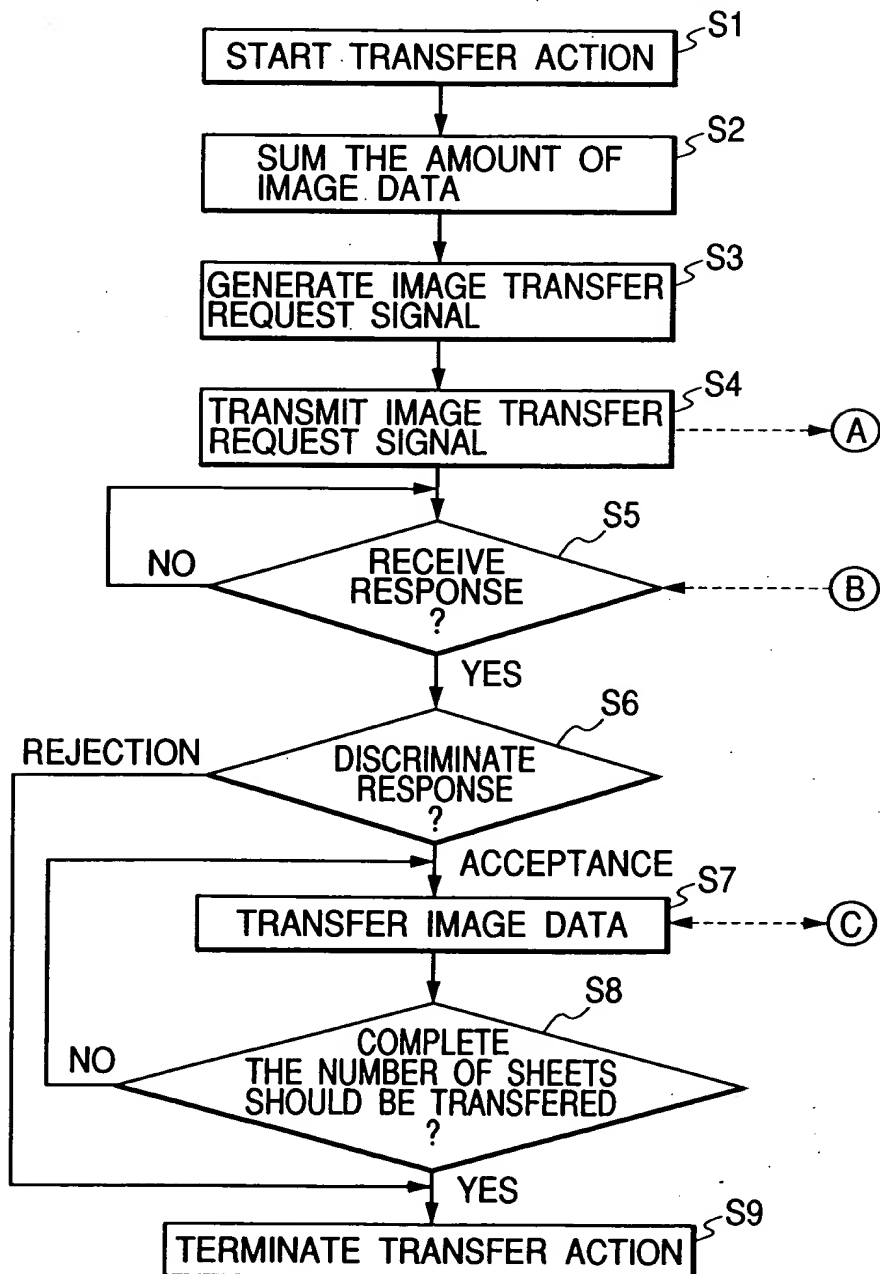 S1
START TRANSFER ACTION
S2
SUM THE AMOUNT OF
IMAGE DATA
S3
GENERATE IMAGE TRANSFER
REQUEST SIGNAL
S4
TRANSMIT IMAGE TRANSFER
REQUEST SIGNAL
A
S5
NO
RECEIVE
RESPONSE
?
B
YES
S6
REJECTION
DISCRIMINATE
RESPONSE
?
ACCEPTANCE
S7
TRANSFER IMAGE DATA
C
S8
NO
COMPLETE
THE NUMBER OF SHEETS
SHOULD BE TRANSFERED
?
YES
S9
TERMINATE TRANSFER ACTION